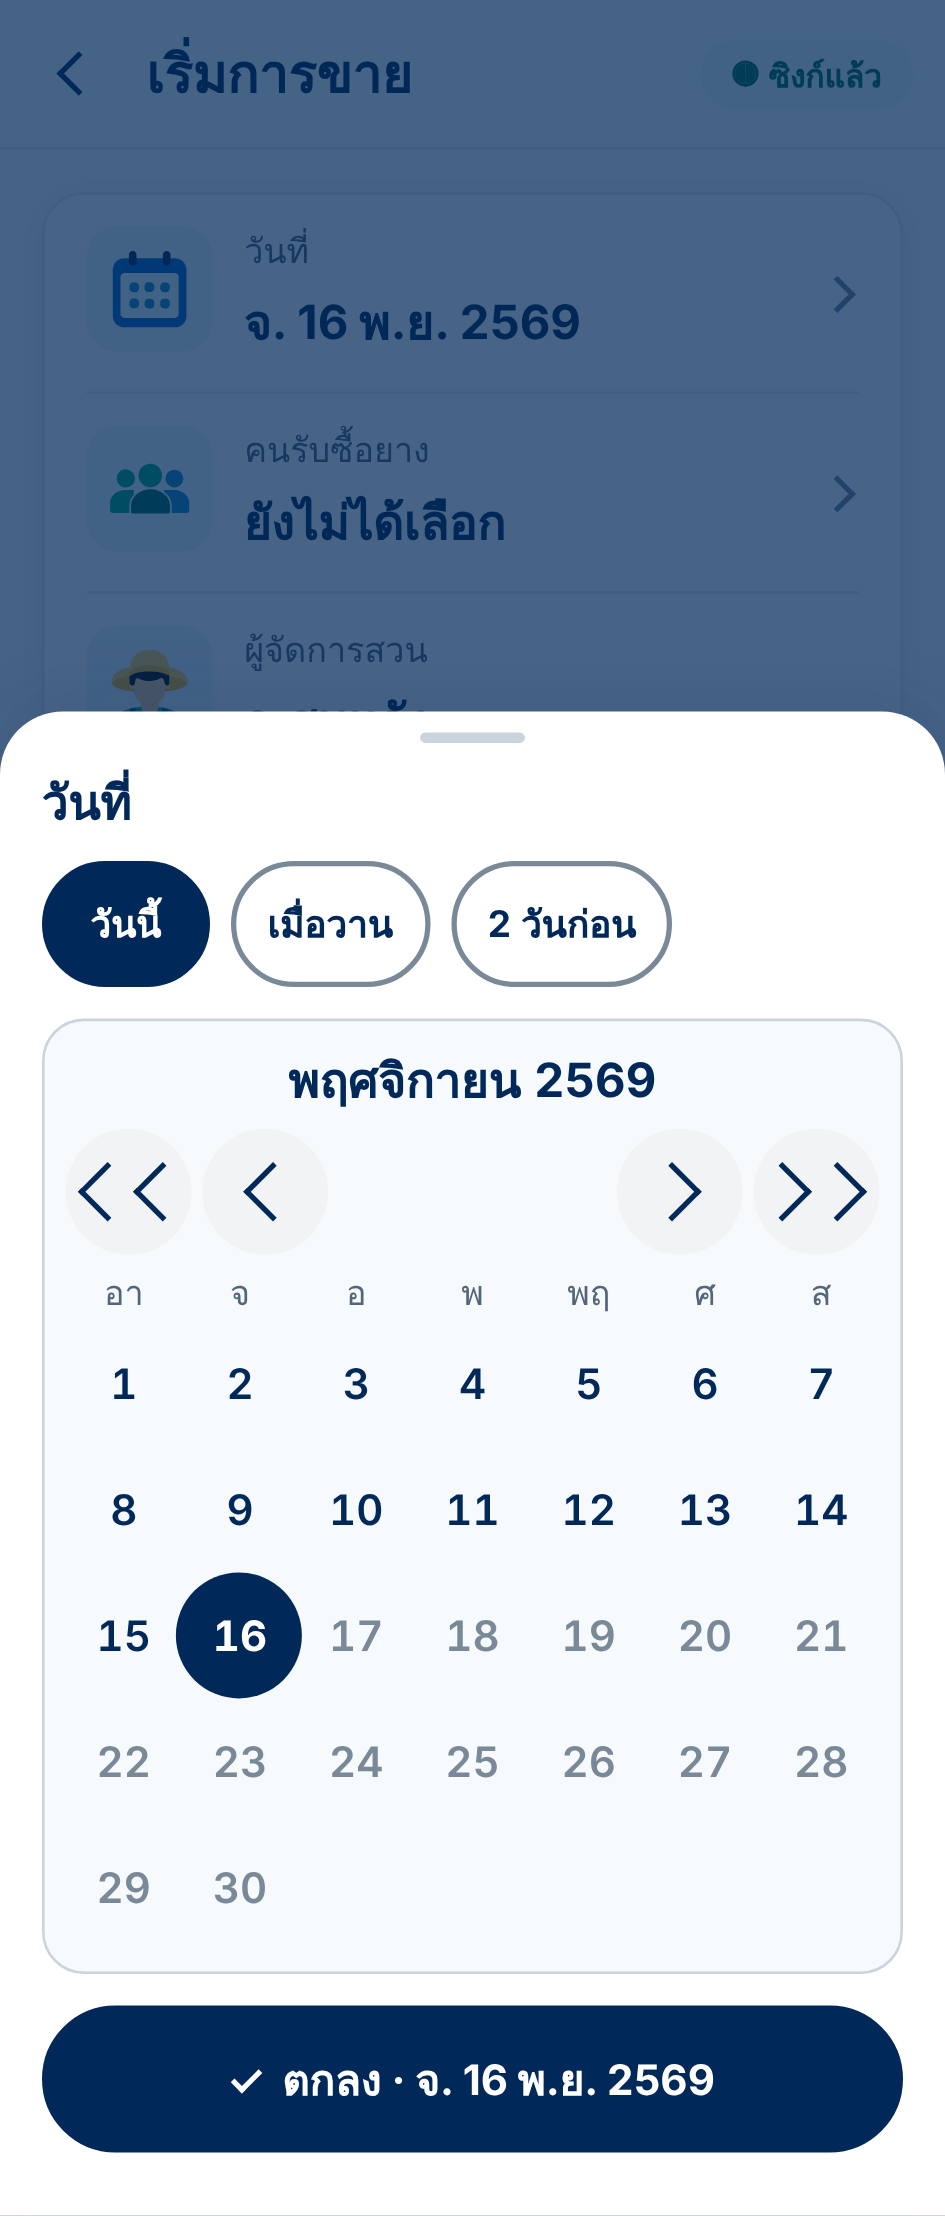 เริ่มการขาย
ซิงก์แล้ว
วันที่
จ. 16 พ.ย. 2569
คนรับซื้อยาง
ยังไม่ได้เลือก
ผู้จัดการสวน
วันที่
วันนี้
เมื่อวาน
2 วันก่อน
พฤศจิกายน 2569
อา จ อ พ พฤ ศ ส
1 2 3 4 5 6 7
8 9 10 11 12 13 14
15 16 17 18 19 20 21
22 23 24 25 26 27 28
29 30
ตกลง · จ. 16 พ.ย. 2569